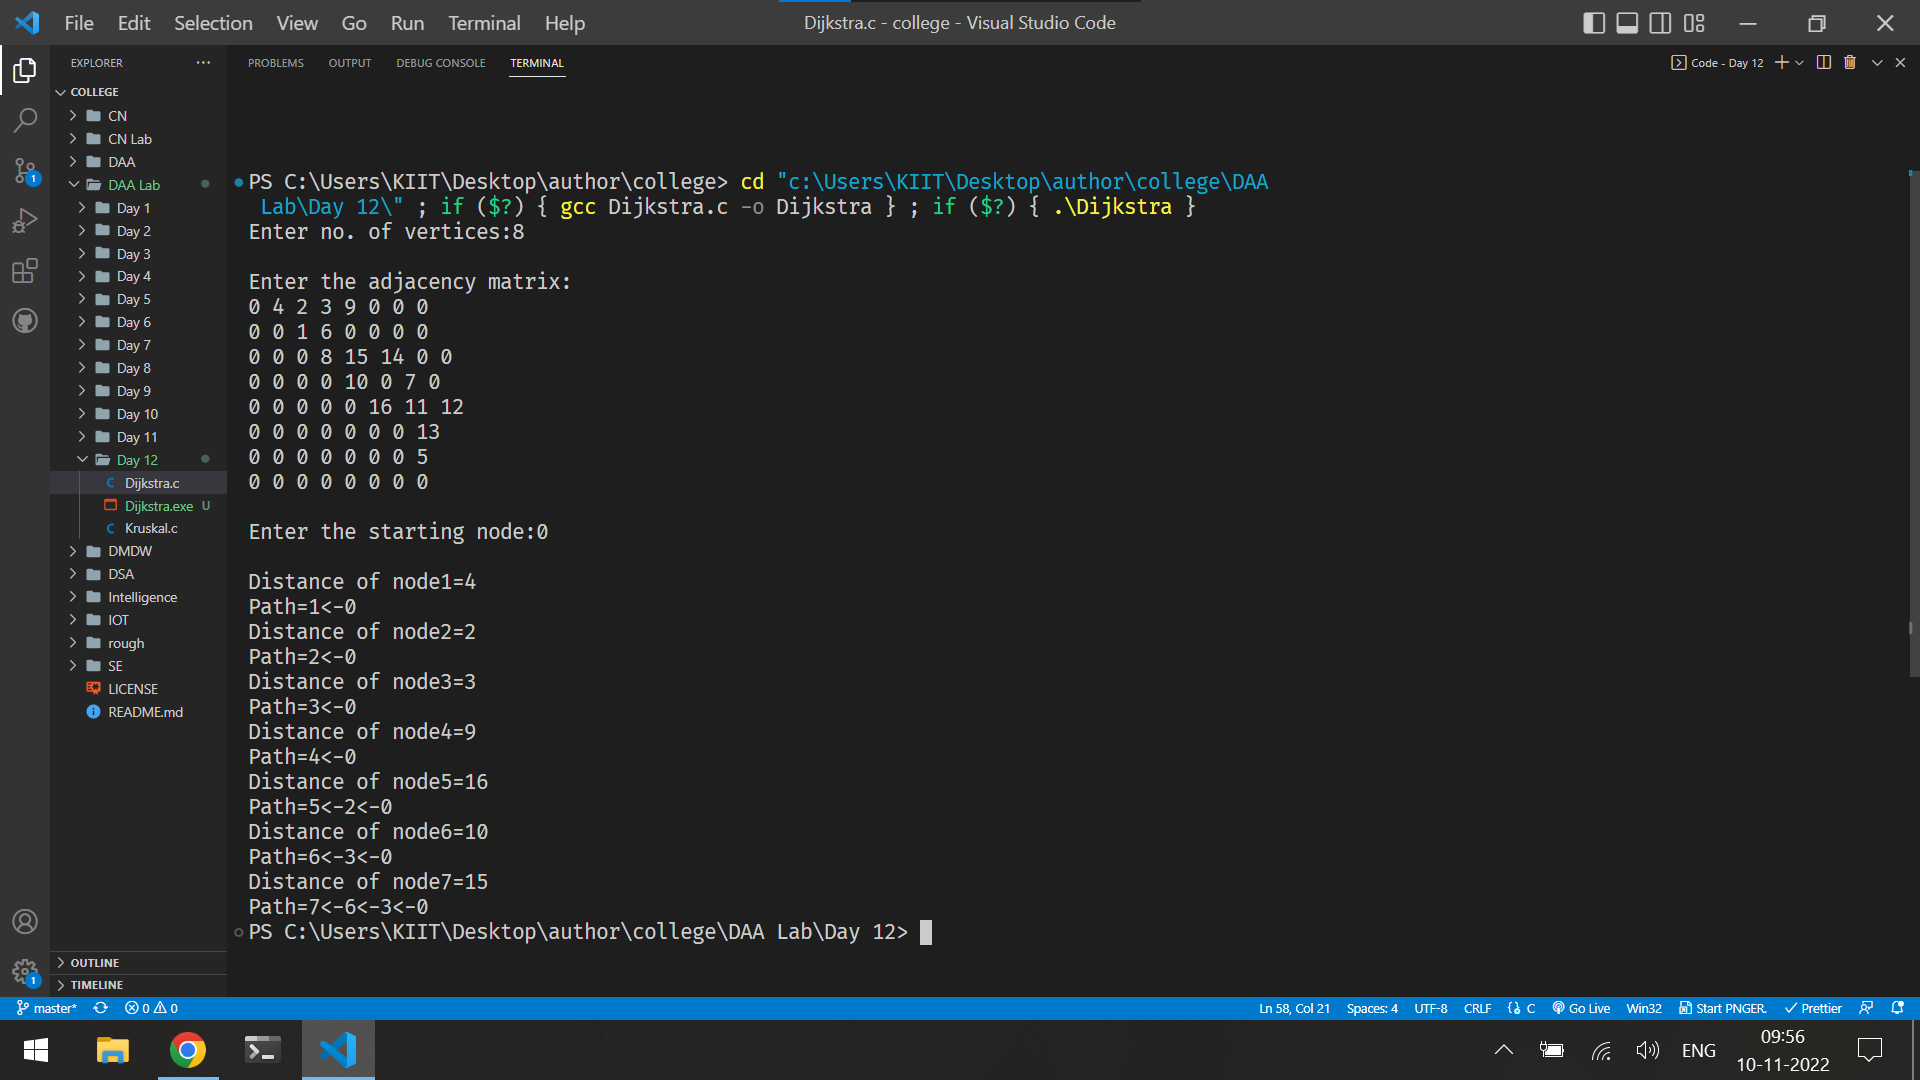 File Edit Selection View Go Run Terminal Help
Dijkstra.c - college - Visual Studio Code
EXPLORER
COLLEGE
CN
CN Lab
DAA
DAA Lab
Day 1
Day 2
Day 3
Day 4
Day 5
Day 6
Day 7
Day 8
Day 9
Day 10
Day 11
Day 12
C Dijkstra.c
Dijkstra.exe U
C Kruskal.c
DMDW
DSA
Intelligence
IOT
rough
SE
LICENSE
README.md
OUTLINE
TIMELINE
1
1
PROBLEMS OUTPUT DEBUG CONSOLE TERMINAL
Code - Day 12
PS C:\Users\KIIT\Desktop\author\college> cd "c:\Users\KIIT\Desktop\author\college\DAA
Lab\Day 12\" ; if ($?) { gcc Dijkstra.c -o Dijkstra } ; if ($?) { .\Dijkstra }
Enter no. of vertices:8
Enter the adjacency matrix:
0 4 2 3 9 0 0 0
0 0 1 6 0 0 0 0
0 0 0 8 15 14 0 0
0 0 0 0 10 0 7 0
0 0 0 0 0 16 11 12
0 0 0 0 0 0 0 13
0 0 0 0 0 0 0 5
0 0 0 0 0 0 0 0
Enter the starting node:0
Distance of node1=4
Path=1<-0
Distance of node2=2
Path=2<-0
Distance of node3=3
Path=3<-0
Distance of node4=9
Path=4<-0
Distance of node5=16
Path=5<-2<-0
Distance of node6=10
Path=6<-3<-0
Distance of node7=15
Path=7<-6<-3<-0
PS C:\Users\KIIT\Desktop\author\college\DAA Lab\Day 12>
master* 0 0
Ln 58, Col 21 Spaces: 4 UTF-8 CRLF {} C Go Live Win32 Start PNGER. Prettier
ENG
09:56
10-11-2022